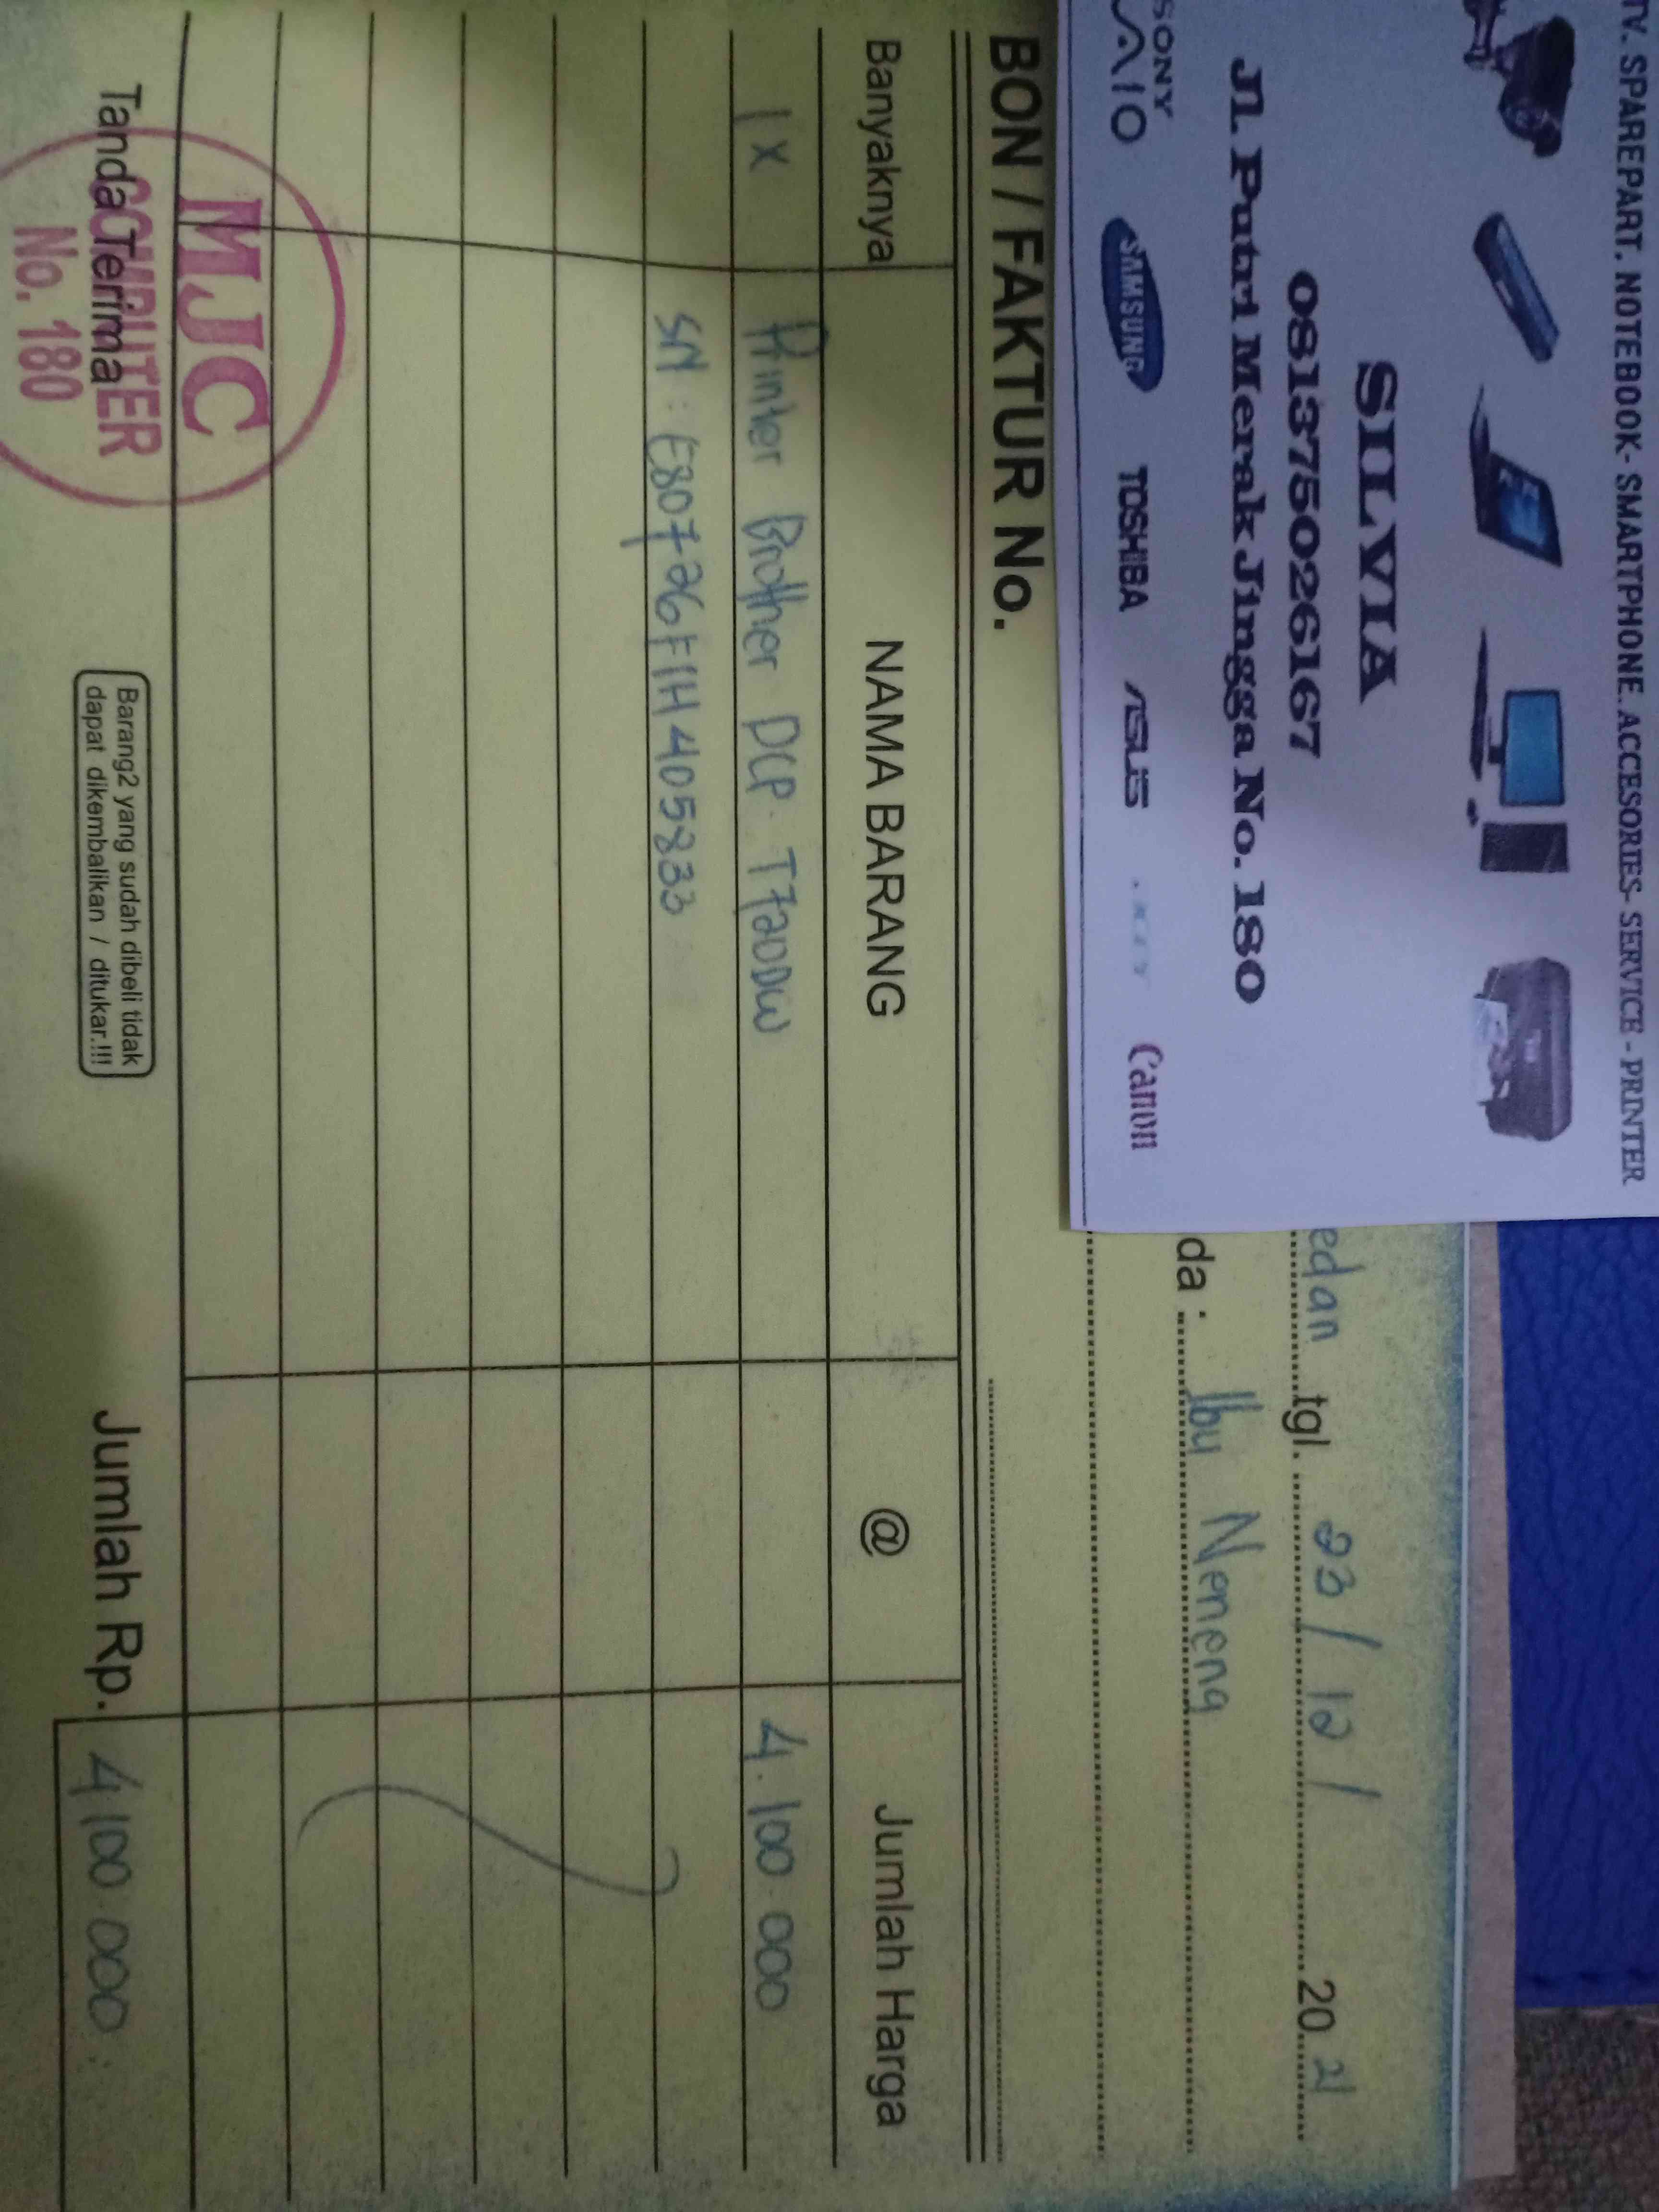 TV. SPAREPART. NOTEBOOK- SMARTPHONE. ACCESORIES- SERVICE - PRINTER
SILVIA
081375026167
Jl. Putri Merak Jingga No. 180
SONY
VAIO SAMSUNG TOSHIBA ASUS Canon
edan tgl. 23 / 12 / 20 21
da : Ibu Neneng
BON / FAKTUR No.
Banyaknya NAMA BARANG @ Jumlah Harga
1 x Printer Brother DCP. T720DW 4.100.000
SN : E80726F1H405833
MJC
COMPUTER
No. 180
Tanda Terima
Barang2 yang sudah dibeli tidak
dapat dikembalikan / ditukar.!!!
Jumlah Rp. 4.100.000